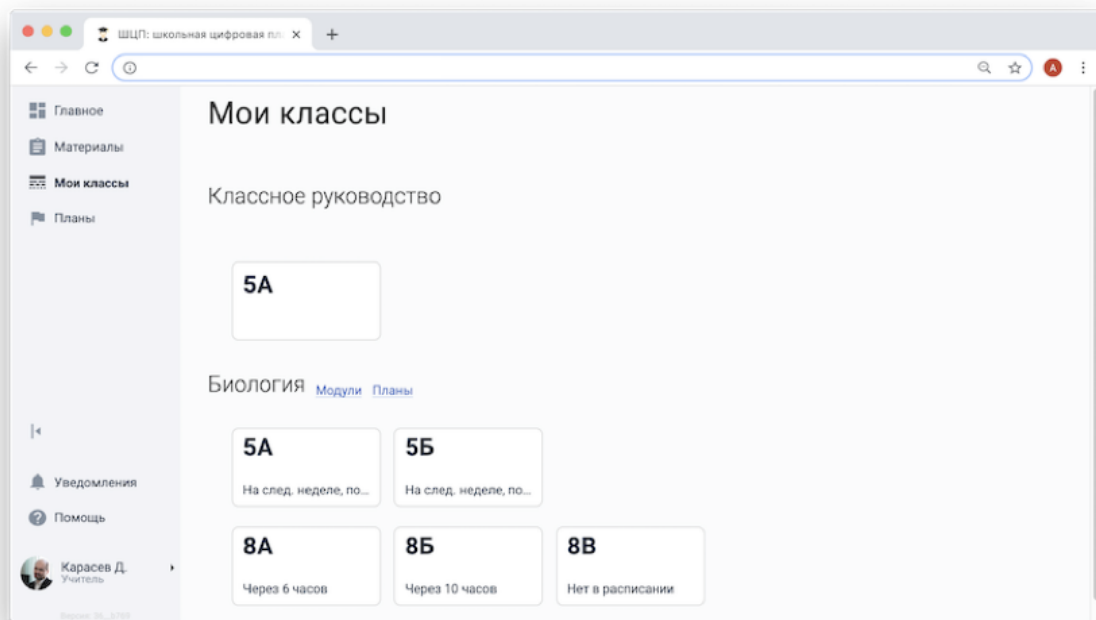 ШЦП: школьная цифровая пл
Главное
Материалы
Мои классы
Планы
Уведомления
Помощь
Карасев Д.
Учитель
Мои классы
Классное руководство
5А
Биология Модули Планы
5А 5Б
На след. неделе, по... На след. неделе, по...
8А 8Б 8В
Через 6 часов Через 10 часов Нет в расписании
А